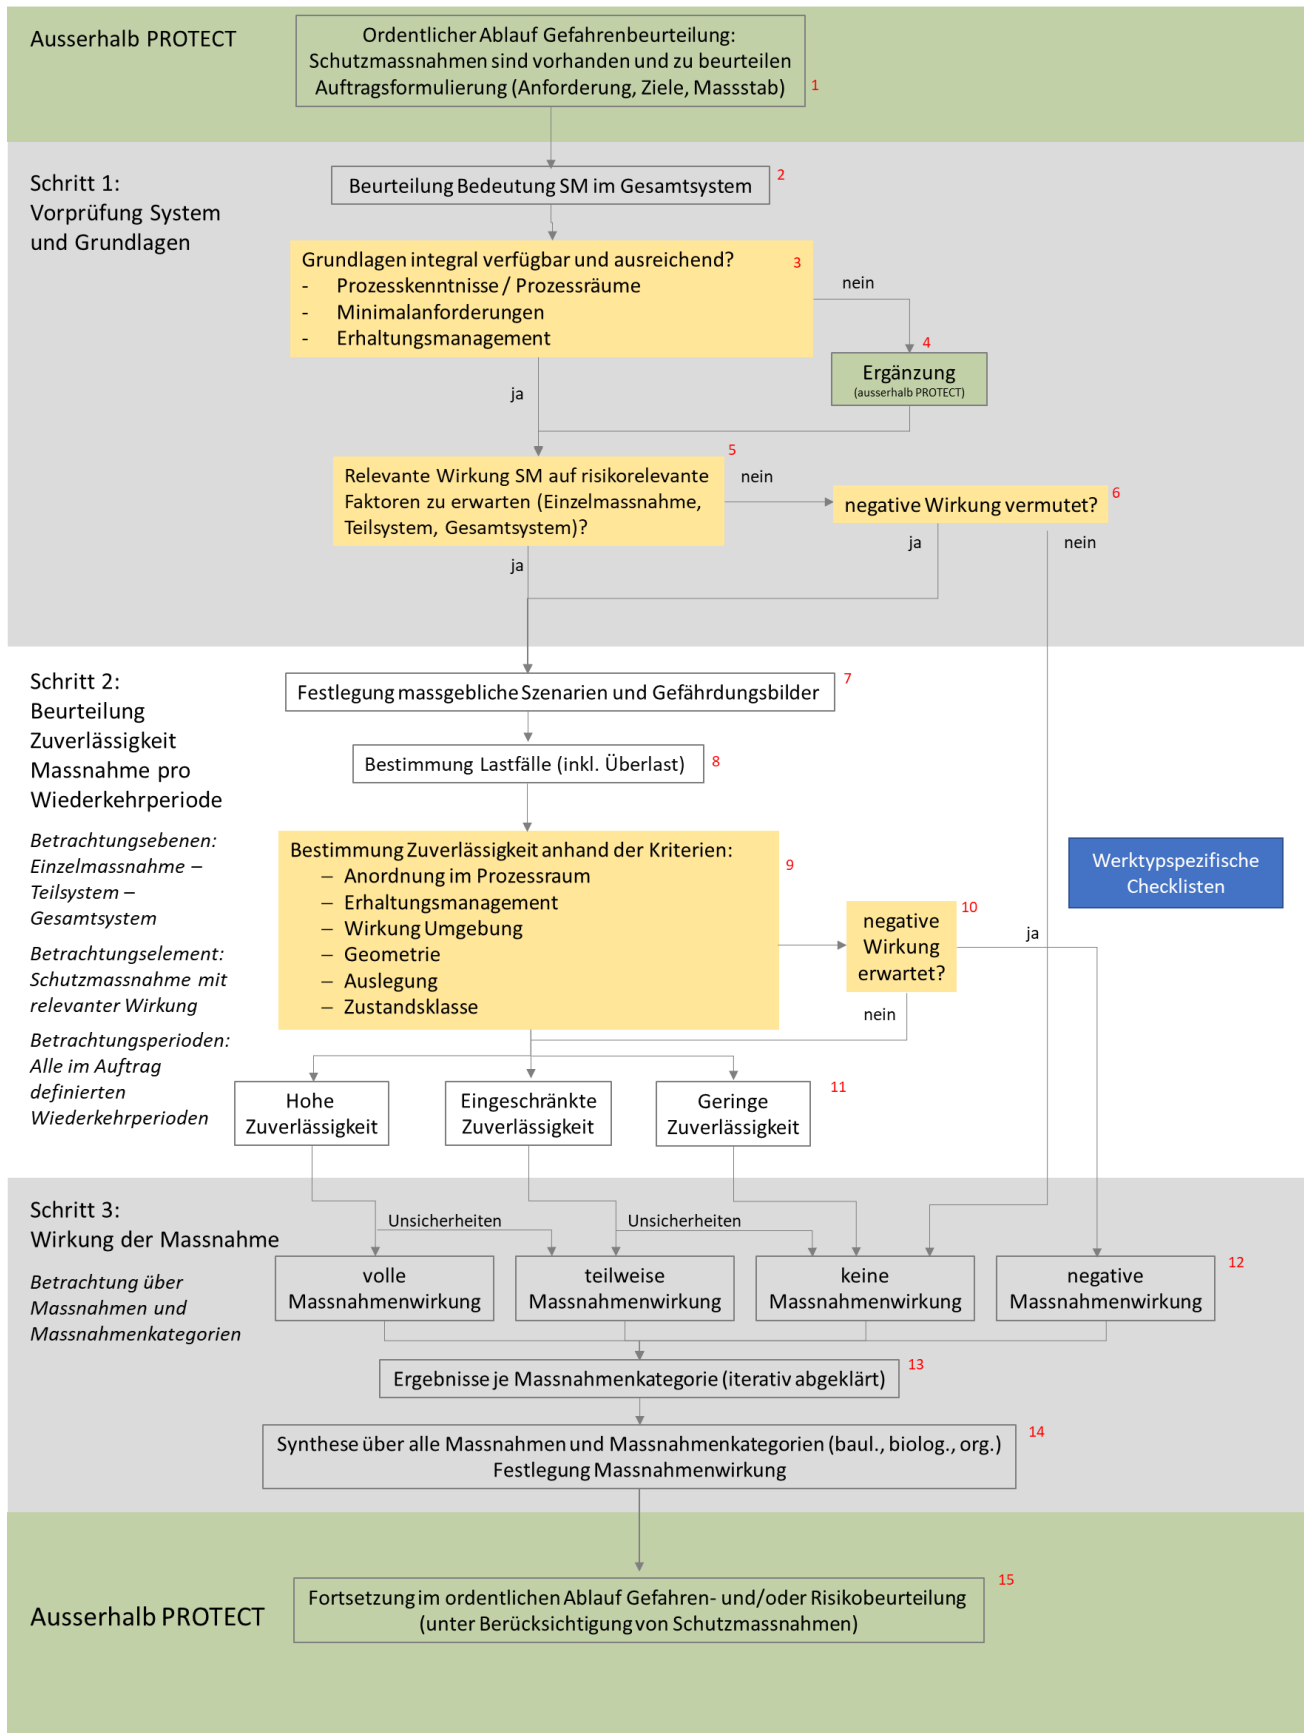 Ausserhalb PROTECT
Ordentlicher Ablauf Gefahrenbeurteilung:
Schutzmassnahmen sind vorhanden und zu beurteilen
Auftragsformulierung (Anforderung, Ziele, Massstab)
1
Schritt 1:
Vorprüfung System
und Grundlagen
Beurteilung Bedeutung SM im Gesamtsystem
2
Grundlagen integral verfügbar und ausreichend?
3
- Prozesskenntnisse / Prozessräume
- Minimalanforderungen
- Erhaltungsmanagement
nein
4
Ergänzung
(ausserhalb PROTECT)
ja
5
Relevante Wirkung SM auf risikorelevante
Faktoren zu erwarten (Einzelmassnahme,
Teilsystem, Gesamtsystem)?
nein
6
negative Wirkung vermutet?
ja
nein
ja
Schritt 2:
Beurteilung
Zuverlässigkeit
Massnahme pro
Wiederkehrperiode
Betrachtungsebenen:
Einzelmassnahme –
Teilsystem –
Gesamtsystem
Betrachtungselement:
Schutzmassnahme mit
relevanter Wirkung
Betrachtungsperioden:
Alle im Auftrag
definierten
Wiederkehrperioden
Festlegung massgebliche Szenarien und Gefährdungsbilder
7
Bestimmung Lastfälle (inkl. Überlast)
8
Bestimmung Zuverlässigkeit anhand der Kriterien:
– Anordnung im Prozessraum
– Erhaltungsmanagement
– Wirkung Umgebung
– Geometrie
– Auslegung
– Zustandsklasse
9
10
negative
Wirkung
erwartet?
ja
nein
Werktypspezifische
Checklisten
Hohe
Zuverlässigkeit
Eingeschränkte
Zuverlässigkeit
Geringe
Zuverlässigkeit
11
Schritt 3:
Wirkung der Massnahme
Betrachtung über
Massnahmen und
Massnahmenkategorien
Unsicherheiten
Unsicherheiten
volle
Massnahmenwirkung
teilweise
Massnahmenwirkung
keine
Massnahmenwirkung
negative
Massnahmenwirkung
12
Ergebnisse je Massnahmenkategorie (iterativ abgeklärt)
13
Synthese über alle Massnahmen und Massnahmenkategorien (baul., biolog., org.)
Festlegung Massnahmenwirkung
14
Ausserhalb PROTECT
Fortsetzung im ordentlichen Ablauf Gefahren- und/oder Risikobeurteilung
(unter Berücksichtigung von Schutzmassnahmen)
15